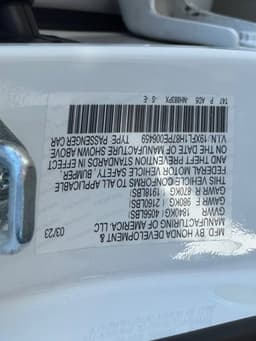 MFD BY HONDA DEVELOPMENT &
MANUFACTURING OF AMERICA, LLC 03/23
GVWR 1840KG 4056LBS
GAWR F 980KG 2160LBS
GAWR R 870KG 1918LBS
THIS VEHICLE CONFORMS TO ALL APPLICABLE
FEDERAL MOTOR VEHICLE SAFETY, BUMPER,
AND THEFT PREVENTION STANDARDS IN EFFECT
ON THE DATE OF MANUFACTURE SHOWN ABOVE
V.I.N.: 19XFL1H87PE008459 TYPE: PASSENGER CAR